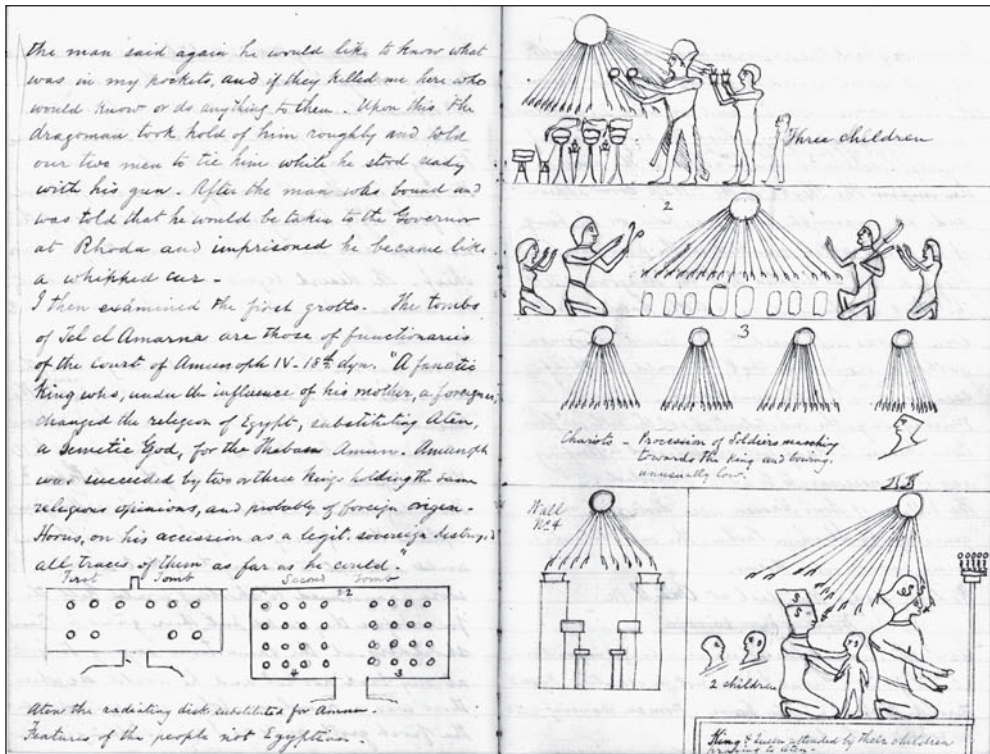 the man said again he would like to know what
was in my pockets, and if they killed me here who
would know or do anything to them. Upon this the
dragoman took hold of him roughly and told
our two men to tie him while he stood ready
with his gun. After the man was bound and
was told that he would be taken to the Governor
at Rhoda and imprisoned he became like
a whipped cur -
I then examined the first grotto. The tombs
of Tel el Amarna are those of functionaries
of the court of Amunoph IV. 18th dyn. "A fanatic
King who, under the influence of his mother, a foreigner,
changed the religion of Egypt, substituting Aten,
a semetic God, for the Theban Amun. Amunoph
was succeeded by two or three Kings holding the same
religious opinions, and probably of foreign origin.
Horus, on his accession as a legit. sovereign destroyed
all traces of them as far as he could."
First Tomb
Second Tomb
2
4
3
Aten the radiating disk substituted for Amun.
Features of the people not Egyptian.
Three children
2
3
Chariots - Procession of Soldiers marching
towards the King and bowing,
unusually low.
Wall
No. 4
2 children
King & Queen attended by their children
praying to Aten.